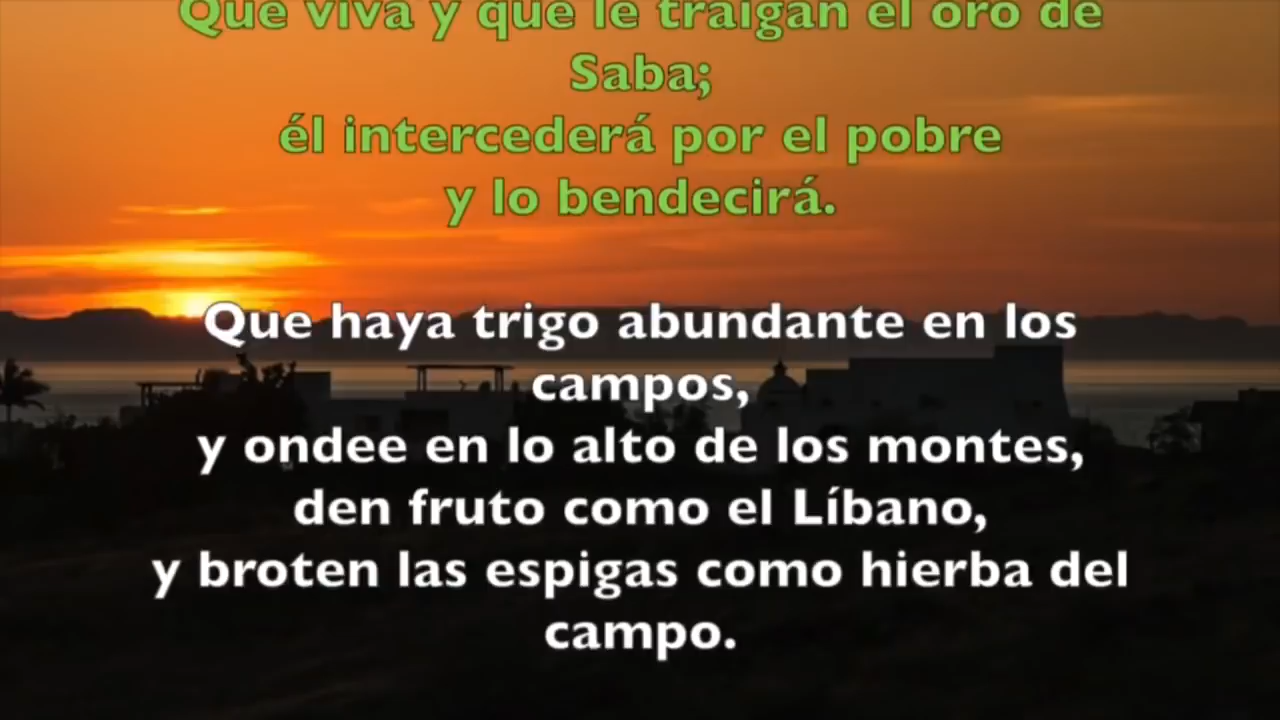 Que viva y que le traigan el oro de
Saba;
él intercederá por el pobre
y lo bendecirá.
Que haya trigo abundante en los
campos,
y ondee en lo alto de los montes,
den fruto como el Líbano,
y broten las espigas como hierba del
campo.